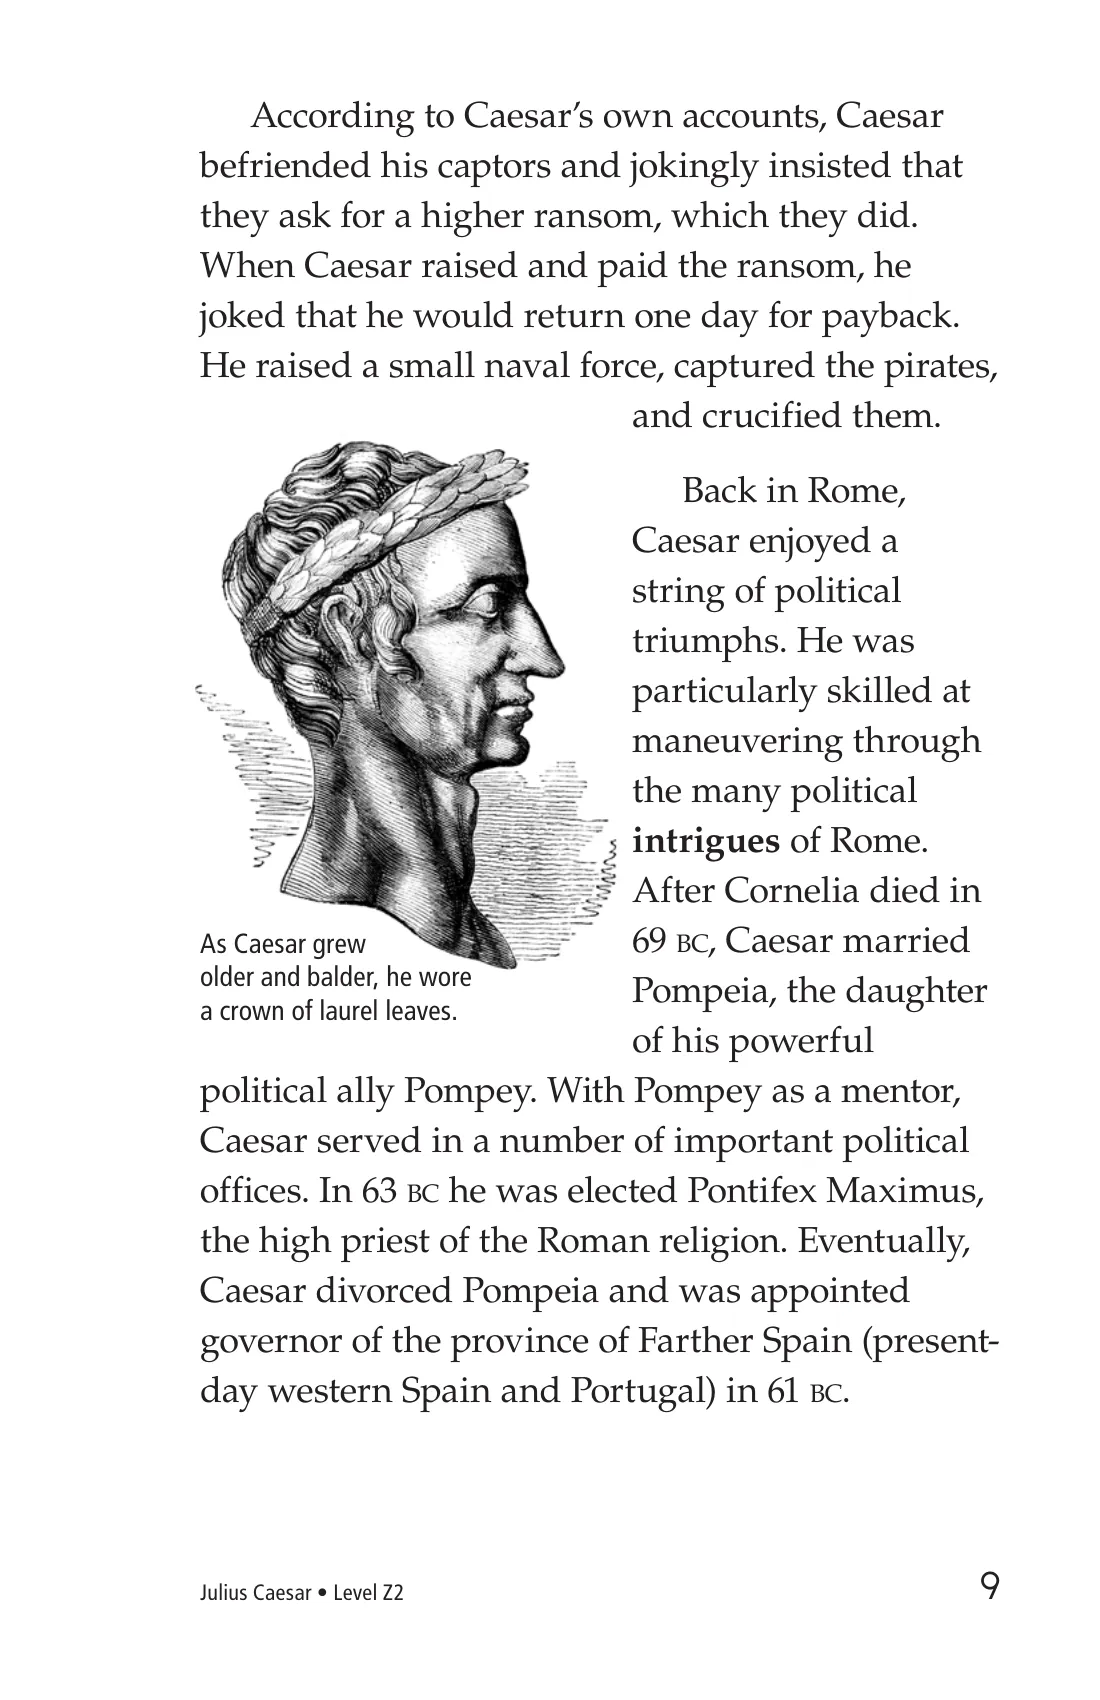 According to Caesar’s own accounts, Caesar
befriended his captors and jokingly insisted that
they ask for a higher ransom, which they did.
When Caesar raised and paid the ransom, he
joked that he would return one day for payback.
He raised a small naval force, captured the pirates,
and crucified them.
Back in Rome,
Caesar enjoyed a
string of political
triumphs. He was
particularly skilled at
maneuvering through
the many political
intrigues of Rome.
After Cornelia died in
69 BC, Caesar married
Pompeia, the daughter
of his powerful
political ally Pompey. With Pompey as a mentor,
Caesar served in a number of important political
offices. In 63 BC he was elected Pontifex Maximus,
the high priest of the Roman religion. Eventually,
Caesar divorced Pompeia and was appointed
governor of the province of Farther Spain (present-
day western Spain and Portugal) in 61 BC.
As Caesar grew
older and balder, he wore
a crown of laurel leaves.
Julius Caesar • Level Z2
9